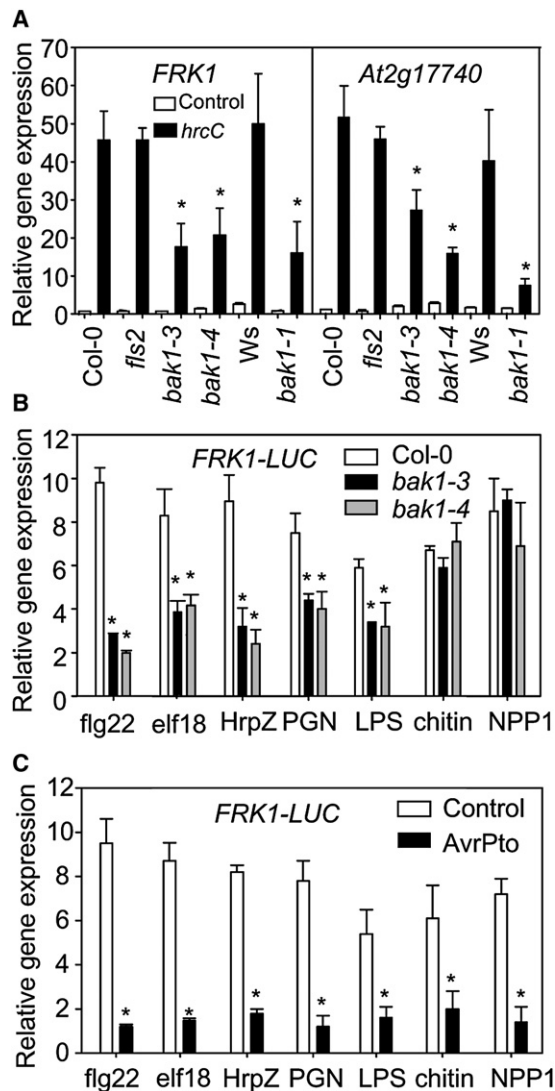 A
Relative gene expression
70
60
50
40
30
20
10
0
FRK1
Control
hrcC
At2g17740
* * * * * *
Col-0 fls2 bak1-3 bak1-4 Ws bak1-1 Col-0 fls2 bak1-3 bak1-4 Ws bak1-1
B
Relative gene expression
12
10
8
6
4
2
0
FRK1-LUC
Col-0
bak1-3
bak1-4
* * * * * * * * * *
flg22 elf18 HrpZ PGN LPS chitin NPP1
C
Relative gene expression
12
10
8
6
4
2
0
FRK1-LUC
Control
AvrPto
* * * * * * *
flg22 elf18 HrpZ PGN LPS chitin NPP1